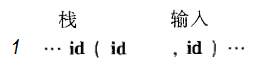 栈 输入
1 … id ( id , id ) …